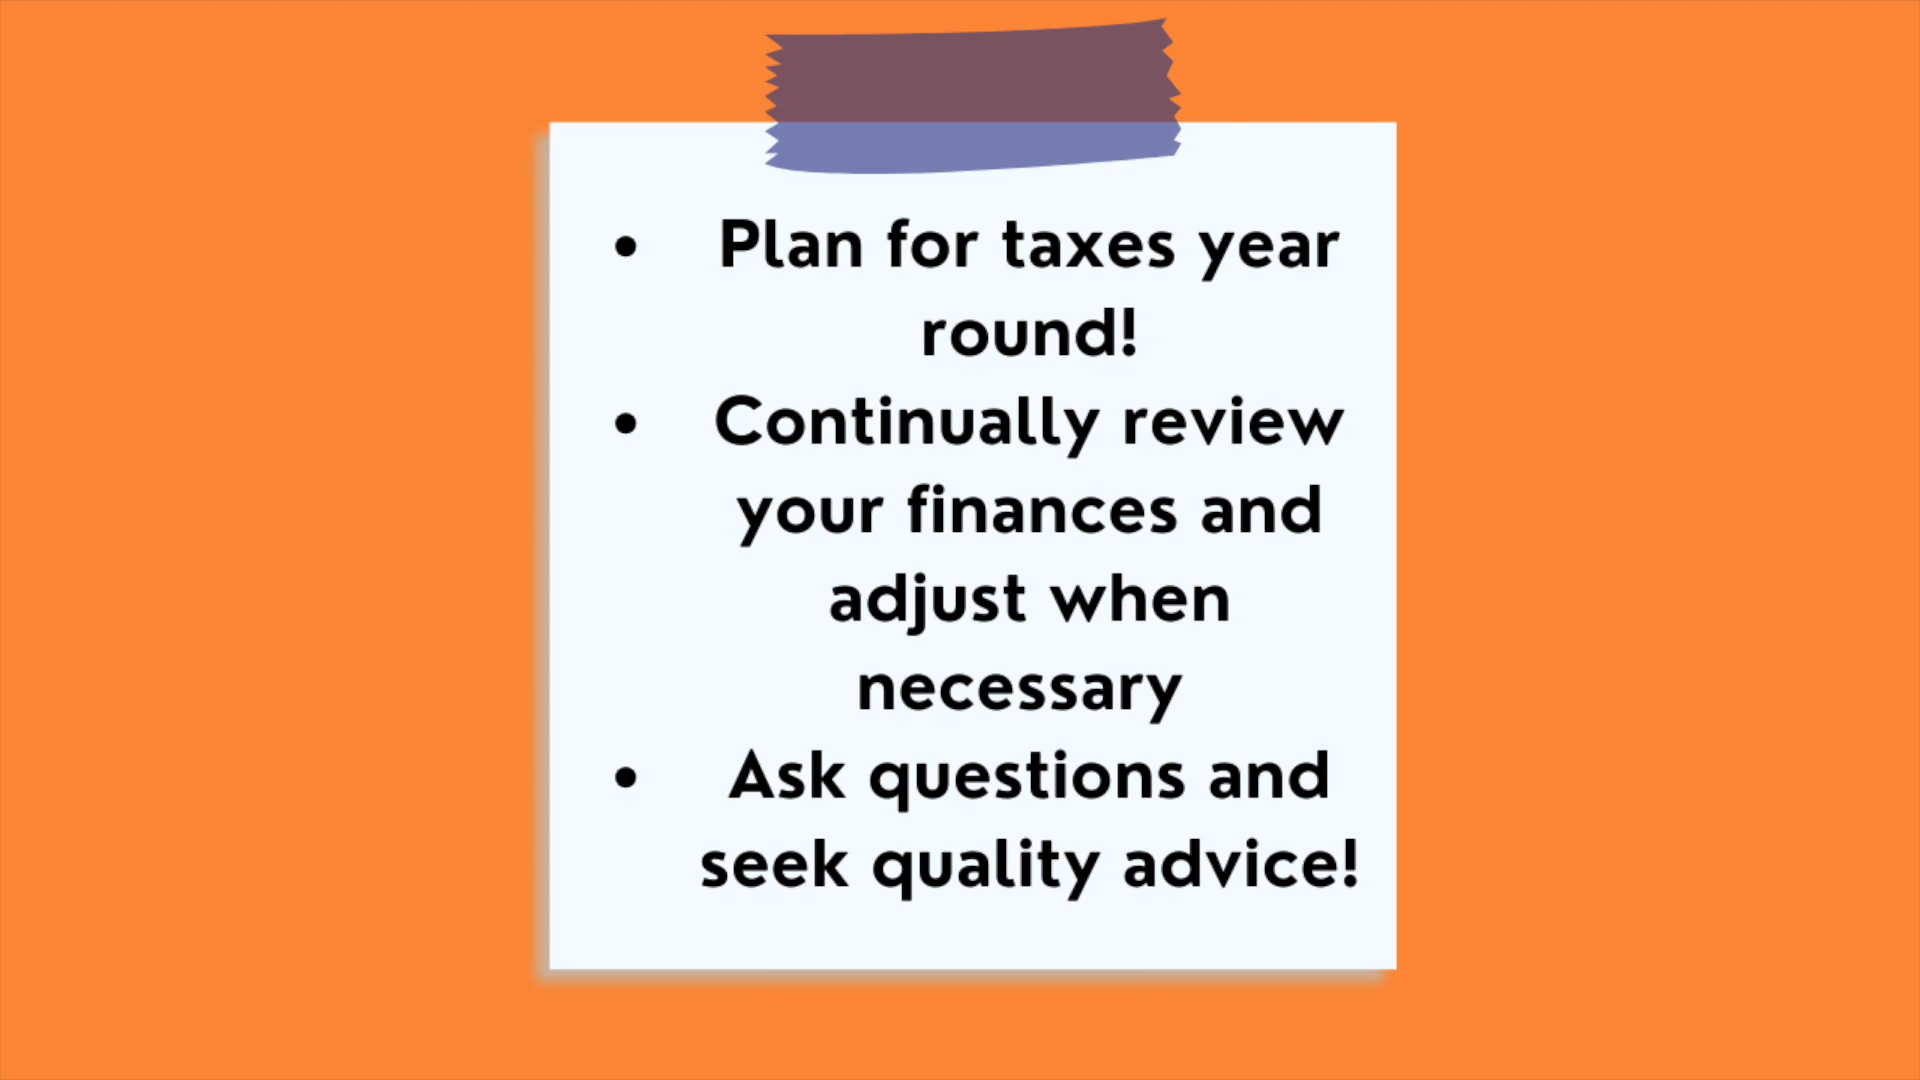 • Plan for taxes year
round!
• Continually review
your finances and
adjust when
necessary
• Ask questions and
seek quality advice!